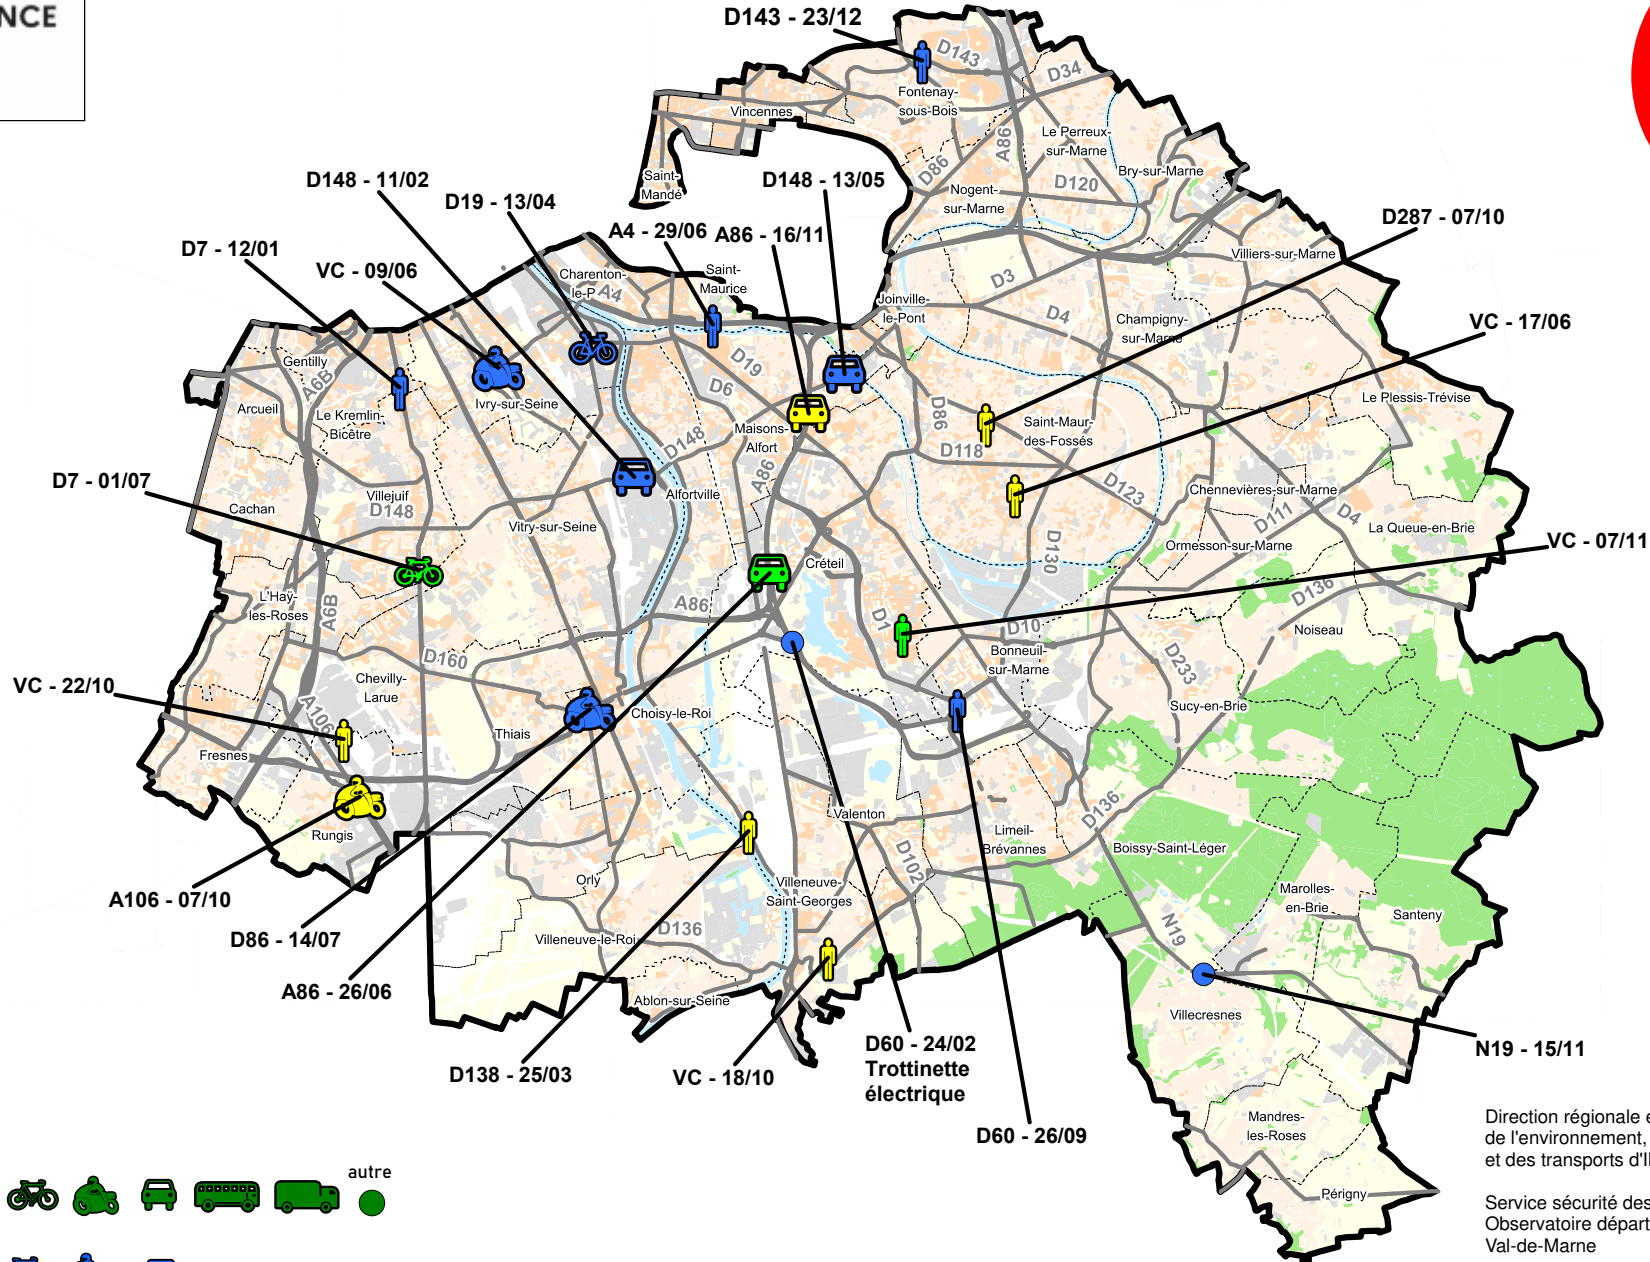 NCE
D143 - 23/12
D143
D34
Fontenay-
sous-Bois
Vincennes
A86
Le Perreux-
sur-Marne
D86
Bry-sur-Marne
Saint-
Mandé
D120
Nogent-
sur-Marne
D148 - 11/02
D148 - 13/05
D19 - 13/04
D287 - 07/10
A4 - 29/06
A86 - 16/11
D7 - 12/01
Villiers-sur-Marne
VC - 09/06
Charenton-
le-P
A4
Saint-
Maurice
D3
Joinville-
le-Pont
D4
Champigny-
sur-Marne
VC - 17/06
Gentilly
A6B
D19
D6
Arcueil
Le Kremlin-
Bicêtre
Ivry-sur-Seine
Le Plessis-Trévise
D86
Saint-Maur-
des-Fossés
Maisons-
Alfort
D148
D118
A86
D7 - 01/07
Villejuif
D148
Alfortville
D123
Chennevières-sur-Marne
Cachan
Vitry-sur-Seine
D111
D4
La Queue-en-Brie
Ormesson-sur-Marne
VC - 07/11
D130
Créteil
L'Haÿ-
les-Roses
A6B
A86
D1
D136
D10
Noiseau
Bonneuil-
sur-Marne
D160
D233
Chevilly-
Larue
VC - 22/10
A106
Choisy-le-Roi
Sucy-en-Brie
Thiais
Fresnes
Rungis
Valenton
D136
Limeil-
Brévannes
Boissy-Saint-Léger
D102
Orly
Villeneuve-
Saint-Georges
Marolles-
en-Brie
A106 - 07/10
Santeny
D86 - 14/07
Villeneuve-le-Roi
D136
N19
A86 - 26/06
Ablon-sur-Seine
Villecresnes
D138 - 25/03
VC - 18/10
D60 - 24/02
Trottinette
électrique
N19 - 15/11
D60 - 26/09
Mandres-
les-Roses
Périgny
autre
Direction régionale e
de l'environnement,
et des transports d'Il
Service sécurité des
Observatoire départ
Val-de-Marne